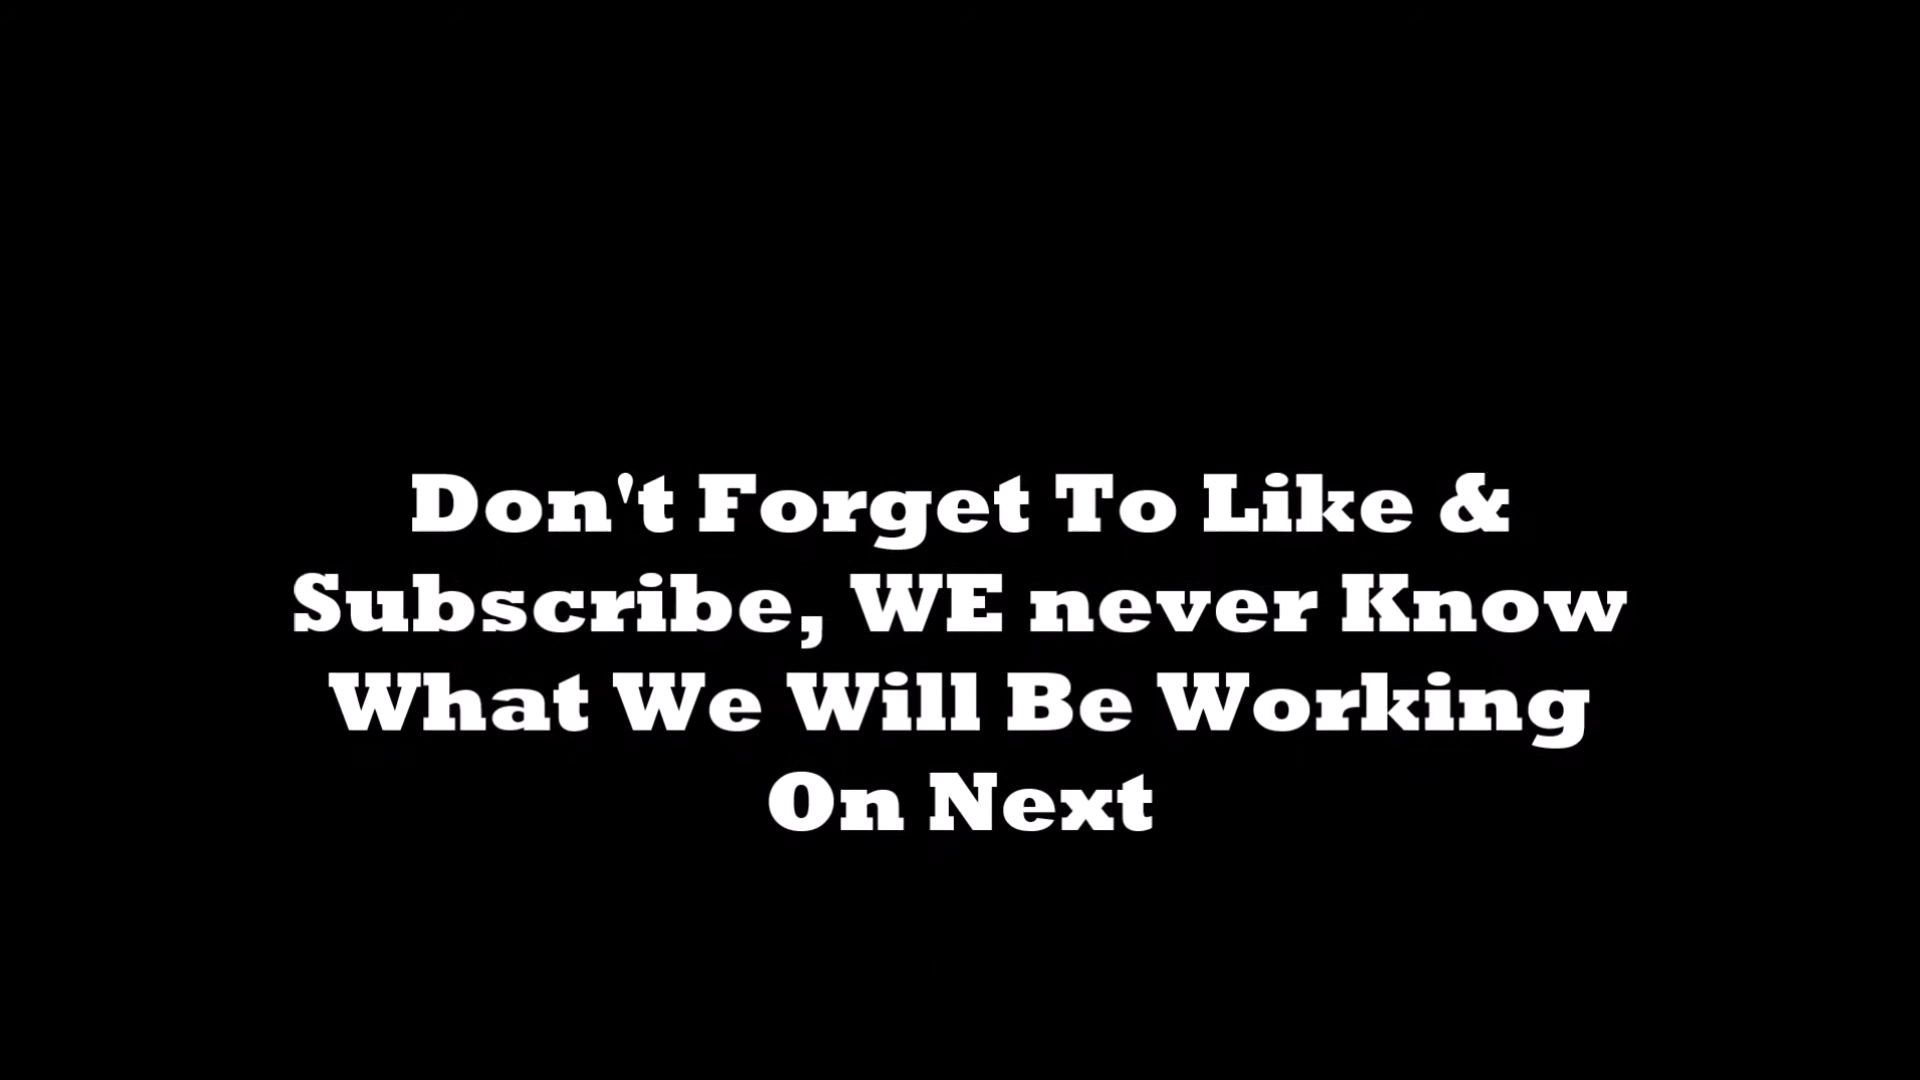 Don't Forget To Like &
Subscribe, WE never Know
What We Will Be Working
On Next